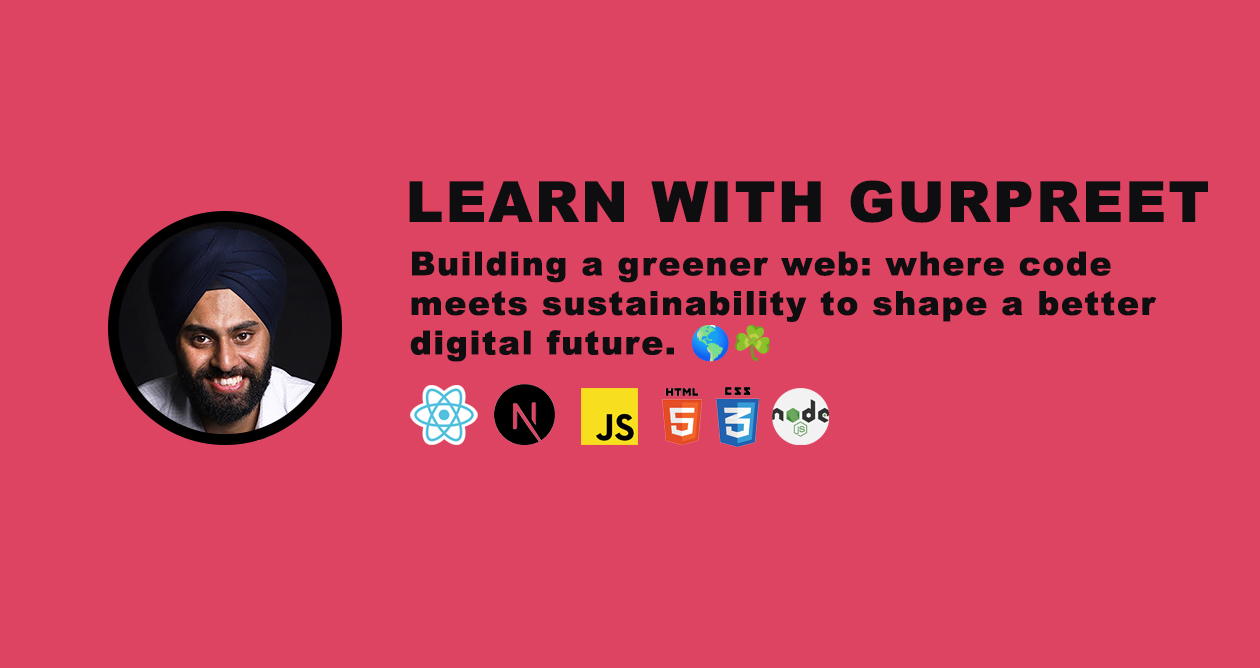 LEARN WITH GURPREET
Building a greener web: where code
meets sustainability to shape a better
digital future. 🌎☘️
N
JS
HTML
5
CSS
3
node
JS